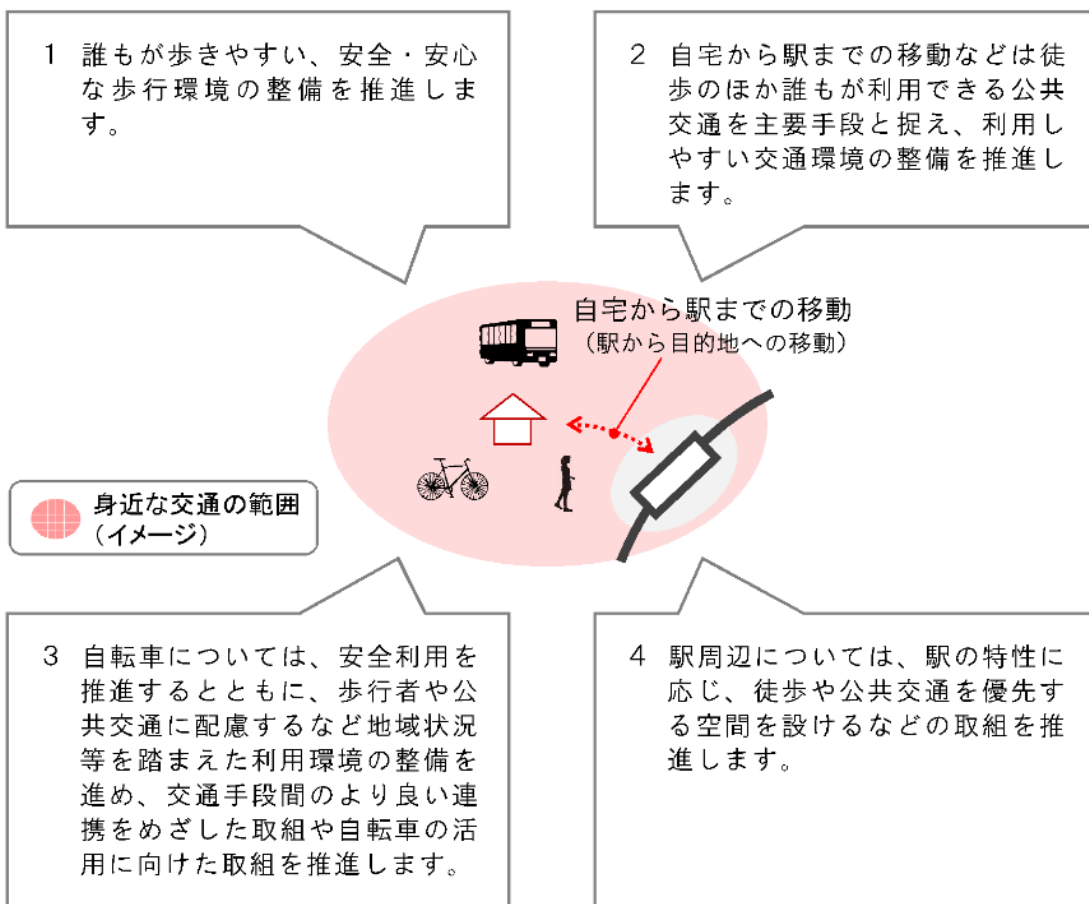 1 誰もが歩きやすい、安全・安心
な歩行環境の整備を推進しま
す。
2 自宅から駅までの移動などは徒
歩のほか誰もが利用できる公共
交通を主要手段と捉え、利用し
やすい交通環境の整備を推進し
ます。
自宅から駅までの移動
（駅から目的地への移動）
身近な交通の範囲
（イメージ）
3 自転車については、安全利用を
推進するとともに、歩行者や公
共交通に配慮するなど地域状況
等を踏まえた利用環境の整備を
進め、交通手段間のより良い連
携をめざした取組や自転車の活
用に向けた取組を推進します。
4 駅周辺については、駅の特性に
応じ、徒歩や公共交通を優先す
る空間を設けるなどの取組を推
進します。